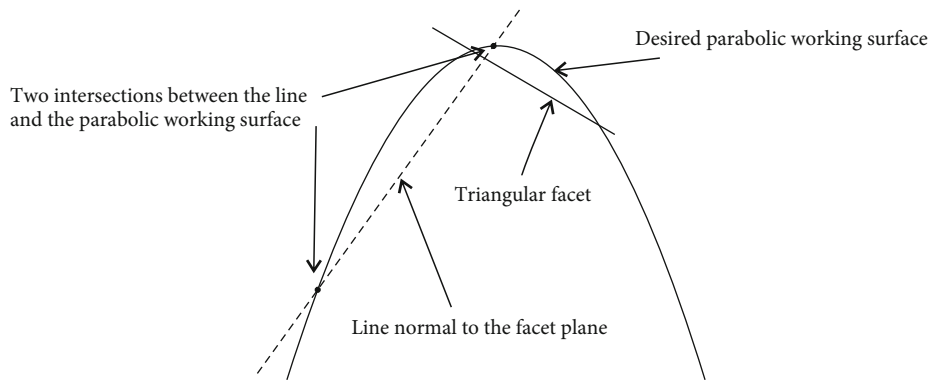 Desired parabolic working surface
Two intersections between the line
and the parabolic working surface
Triangular facet
Line normal to the facet plane